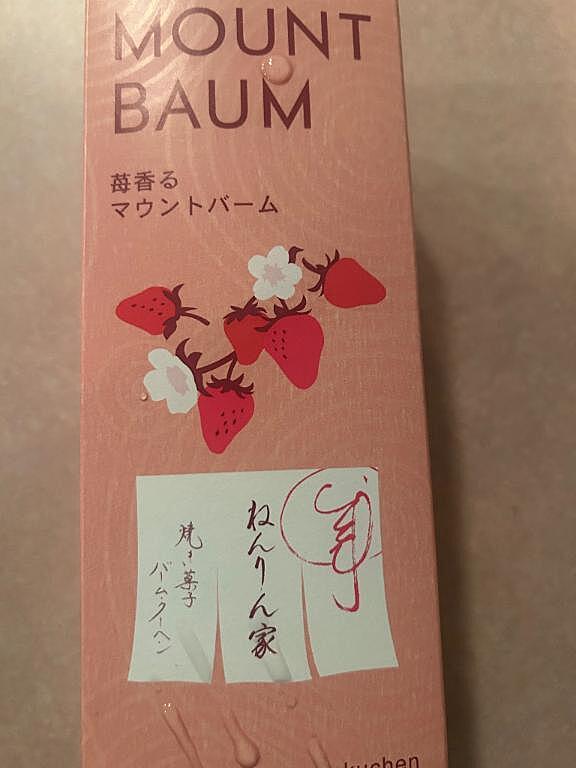 MOUNT
BAUM
苺香る
マウントバーム
ねんりん家
焼き菓子
バームクーヘン
kuchen